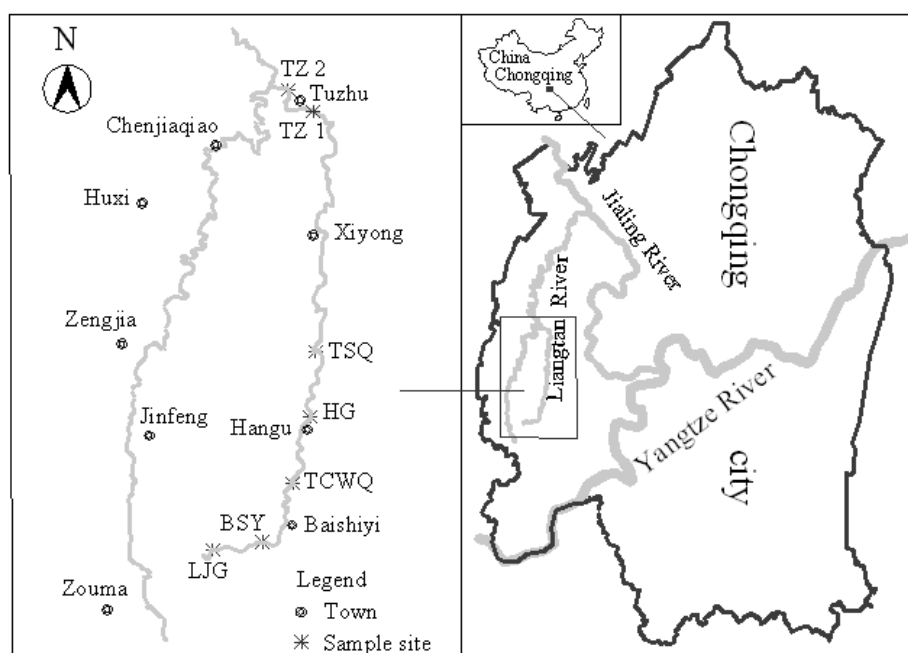 N
TZ 2
Tuzhu
TZ 1
Chenjiaqiao
Huxi
Xiyong
Zengjia
TSQ
Jinfeng
HG
Hangu
TCWQ
BSY
Baishiyi
LJG
Zouma
Legend
Town
Sample site
China
Chongqing
Chongqing
city
Jialing River
Liangtan River
Yangtze River